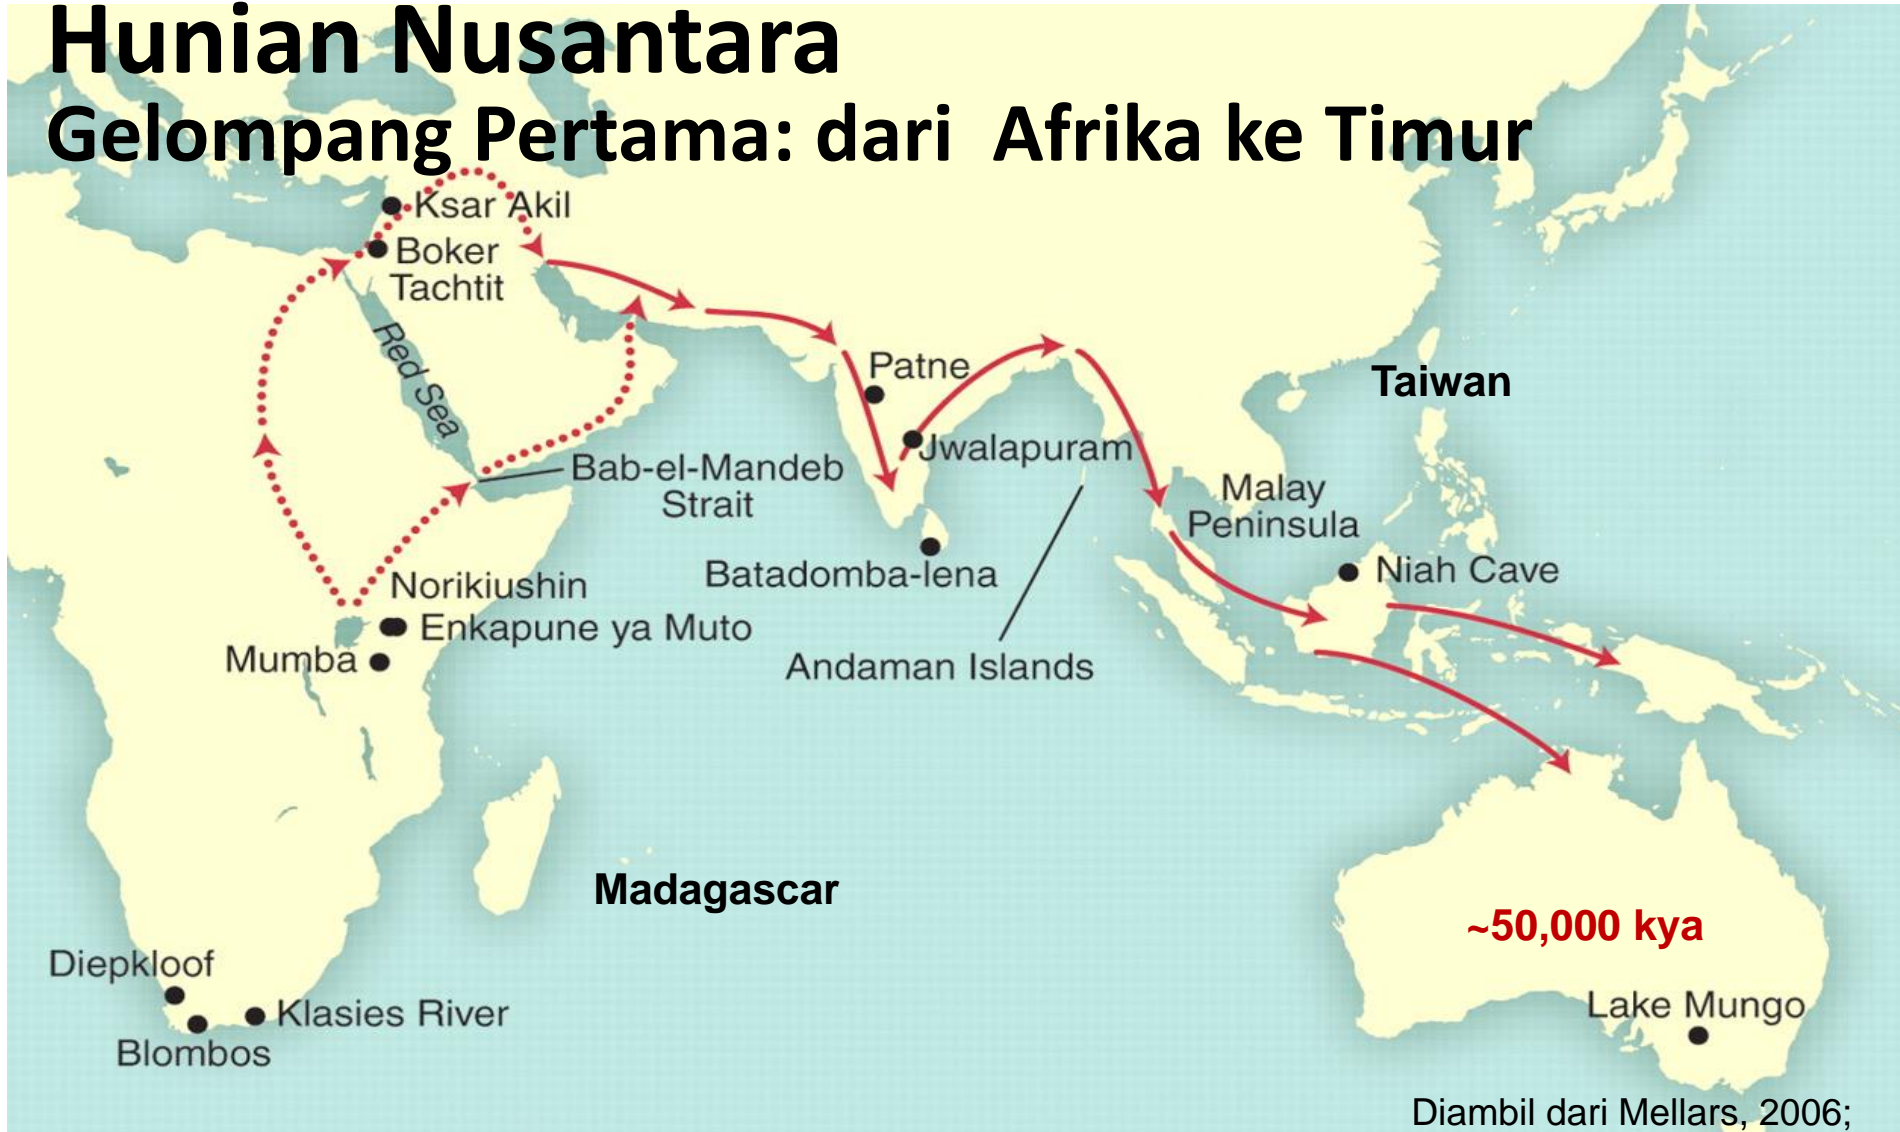 Hunian Nusantara
Gelompang Pertama: dari Afrika ke Timur
Ksar Akil
Boker
Tachtit
Red Sea
Patne
Taiwan
Jwalapuram
Bab-el-Mandeb
Strait
Malay
Peninsula
Batadomba-lena
Niah Cave
Norikiushin
Enkapune ya Muto
Mumba
Andaman Islands
Madagascar
~50,000 kya
Diepkloof
Klasies River
Blombos
Lake Mungo
Diambil dari Mellars, 2006;